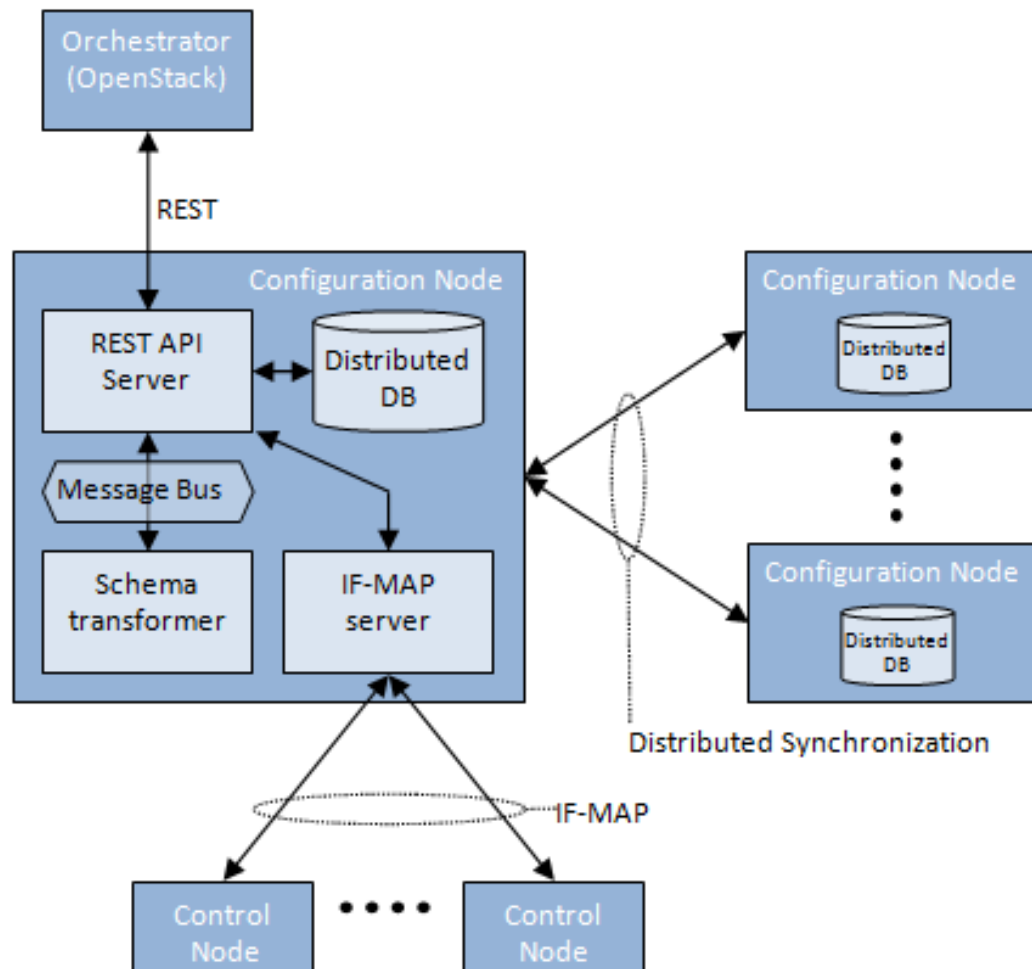 Orchestrator
(OpenStack)
REST
Configuration Node
REST API
Server
Distributed
DB
Message Bus
Schema
transformer
IF-MAP
server
Configuration Node
Distributed
DB
Configuration Node
Distributed
DB
Distributed Synchronization
IF-MAP
Control
Node
Control
Node